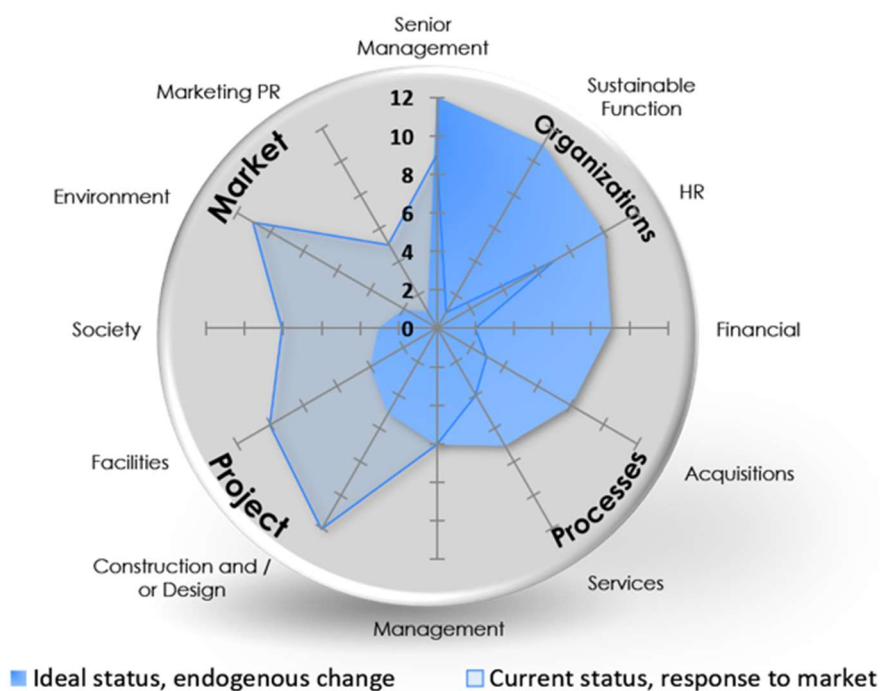 Senior
Management
Marketing PR
Sustainable
Function
Environment
Market
Organizations
HR
12
10
8
6
4
2
0
Society
Financial
Facilities
Project
Processes
Acquisitions
Construction and /
or Design
Services
Management
Ideal status, endogenous change
Current status, response to market